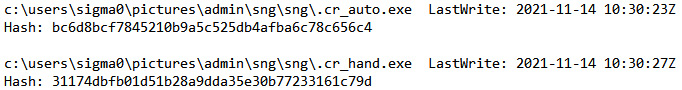 c:\users\sigma0\pictures\admin\sng\sng\.cr_auto.exe  LastWrite: 2021-11-14 10:30:23Z
Hash: bc6d8bcf7845210b9a5c525db4afba6c78c656c4
c:\users\sigma0\pictures\admin\sng\sng\.cr_hand.exe  LastWrite: 2021-11-14 10:30:27Z
Hash: 31174dbfb01d51b28a9dda35e30b77233161c79d